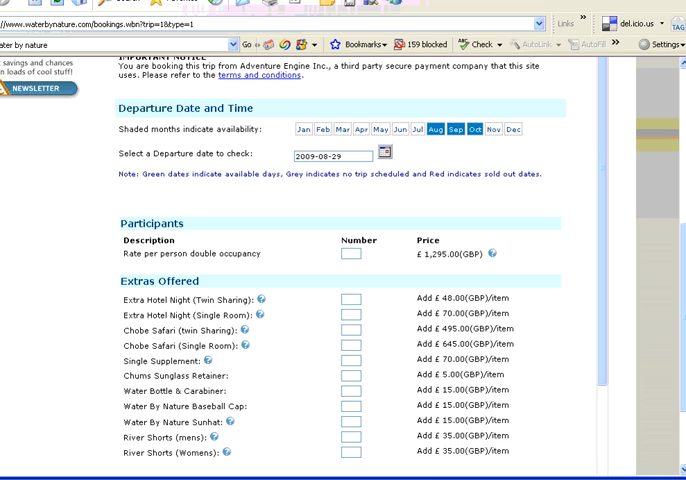 //www.waterbynature.com/bookings.wbn?trip=1&type=1
Links »
del.icio.us
ater by nature
Go
Bookmarks
159 blocked
Check
AutoLink
AutoFill
»
Settings
t savings and chances
n loads of cool stuff!
NEWSLETTER
IMPORTANT NOTICE
You are booking this trip from Adventure Engine Inc., a third party secure payment company that this site
uses. Please refer to the terms and conditions.
Departure Date and Time
Shaded months indicate availability: Jan Feb Mar Apr May Jun Jul Aug Sep Oct Nov Dec
Select a Departure date to check: 2009-08-29
Note: Green dates indicate available days, Grey indicates no trip scheduled and Red indicates sold out dates.
Participants
Description Number Price
Rate per person double occupancy £ 1,295.00(GBP) ?
Extras Offered
Extra Hotel Night (Twin Sharing): ? Add £ 48.00(GBP)/item
Extra Hotel Night (Single Room): ? Add £ 70.00(GBP)/item
Chobe Safari (twin Sharing): ? Add £ 495.00(GBP)/item
Chobe Safari (Single Room): ? Add £ 645.00(GBP)/item
Single Supplement: ? Add £ 70.00(GBP)/item
Chums Sunglass Retainer: Add £ 5.00(GBP)/item
Water Bottle & Carabiner: Add £ 15.00(GBP)/item
Water By Nature Baseball Cap: Add £ 15.00(GBP)/item
Water By Nature Sunhat: ? Add £ 15.00(GBP)/item
River Shorts (mens): ? Add £ 35.00(GBP)/item
River Shorts (Womens): ? Add £ 35.00(GBP)/item